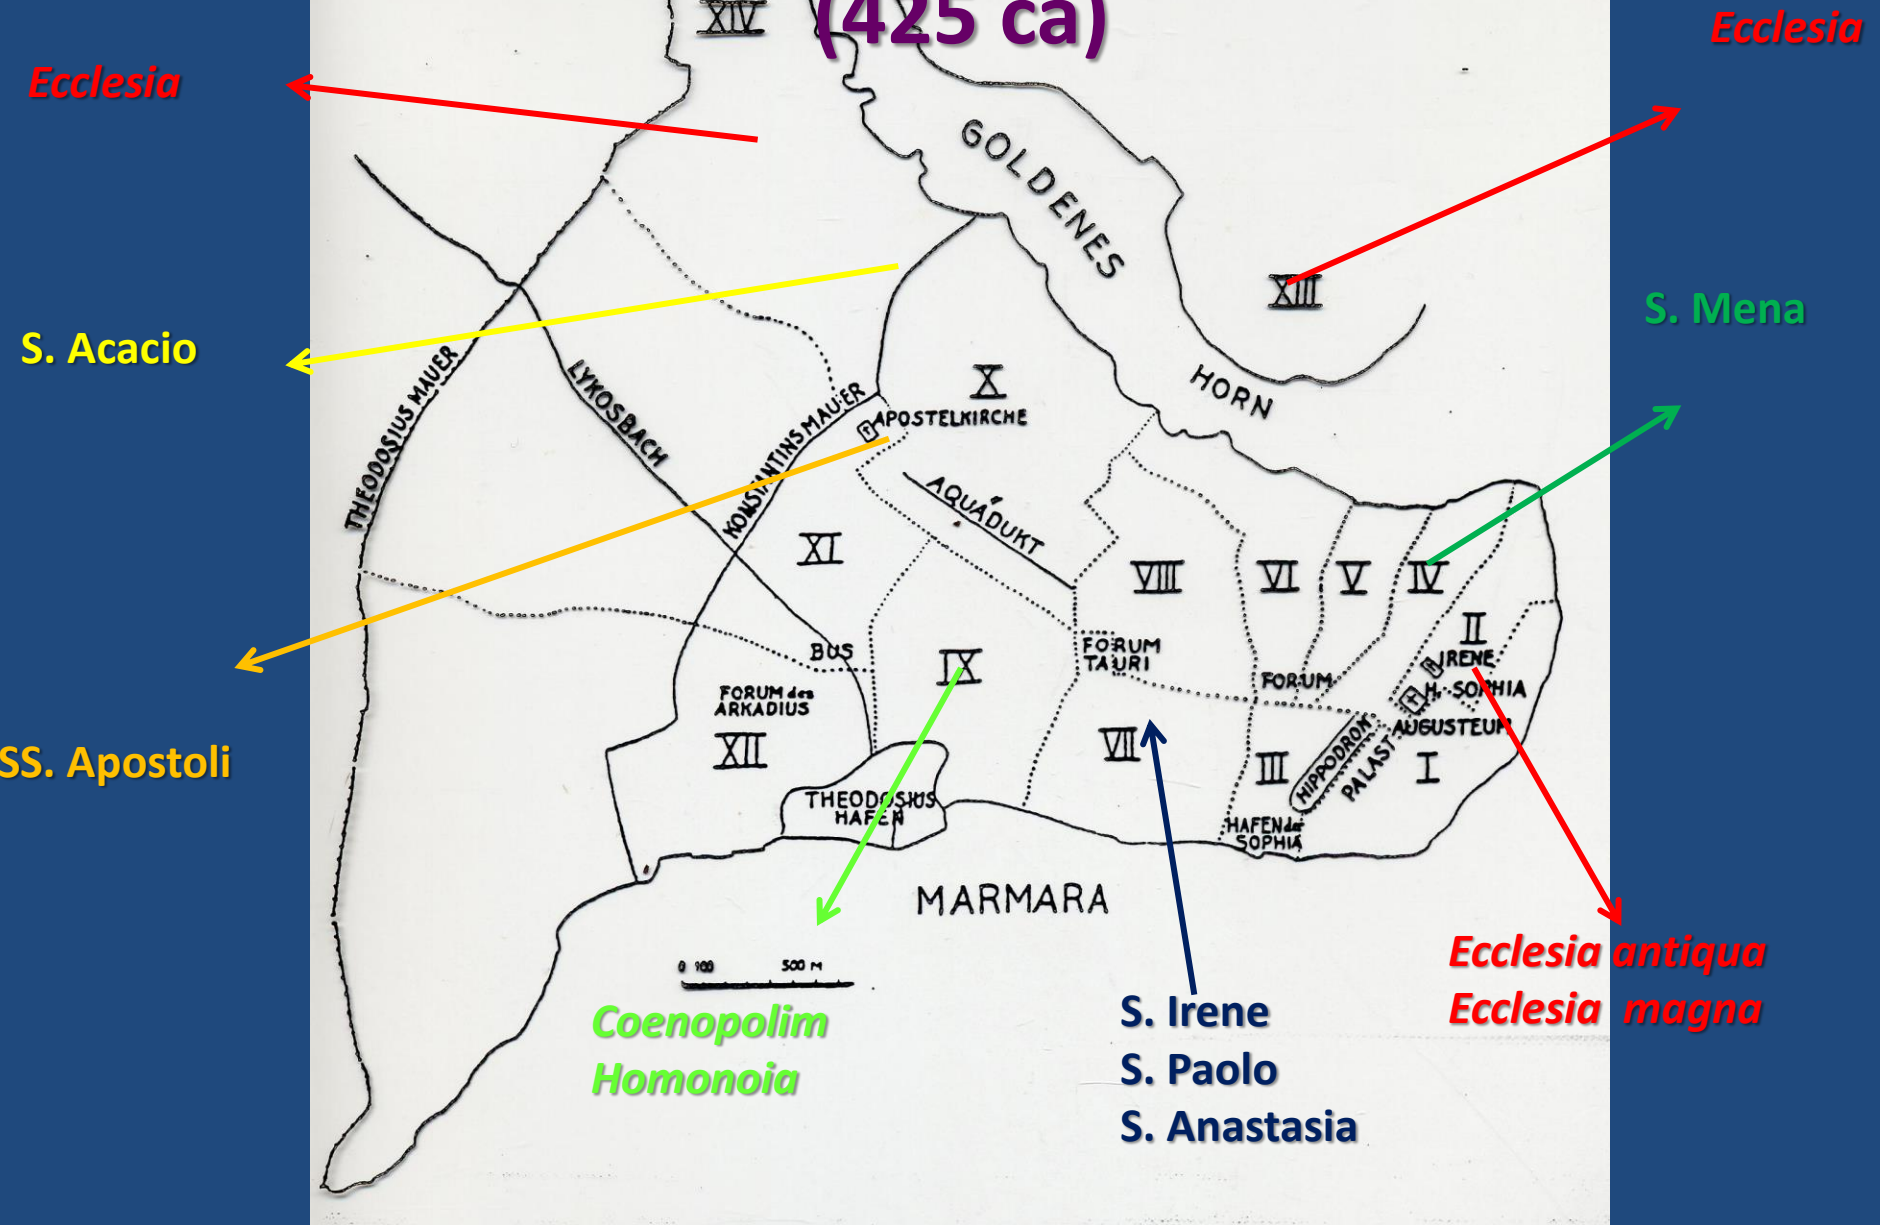 (425 ca)
XIV
Ecclesia
Ecclesia
GOLDENES
HORN
XIII
S. Mena
S. Acacio
THEODOSIUS MAUER
LYKOSBACH
KONSTANTINS MAUER
X
APOSTELKIRCHE
AQUÄDUKT
XI
VIII
VI
V
IV
II
IRENE
H. SOPHIA
AUGUSTEUM
BUS
IX
FORUM
TAURI
FORUM
FORUM des
ARKADIUS
XII
VII
III
HIPPODROM
PALAST
I
SS. Apostoli
THEODOSIUS
HAFEN
HAFEN der
SOPHIA
MARMARA
0 100 500 M
Ecclesia antiqua
Ecclesia magna
Coenopolim
Homonoia
S. Irene
S. Paolo
S. Anastasia